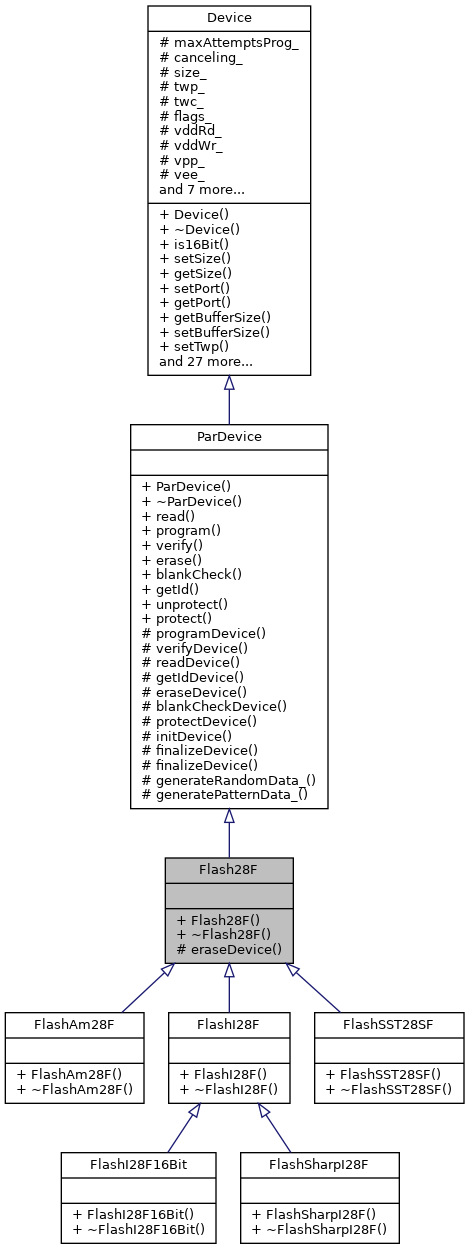 Device
# maxAttemptsProg_
# canceling_
# size_
# twp_
# twc_
# flags_
# vddRd_
# vddWr_
# vpp_
# vee_
and 7 more...
+ Device()
+ ~Device()
+ is16Bit()
+ setSize()
+ getSize()
+ setPort()
+ getPort()
+ getBufferSize()
+ setBufferSize()
+ setTwp()
and 27 more...
ParDevice
+ ParDevice()
+ ~ParDevice()
+ read()
+ program()
+ verify()
+ erase()
+ blankCheck()
+ getId()
+ unprotect()
+ protect()
# programDevice()
# verifyDevice()
# readDevice()
# getIdDevice()
# eraseDevice()
# blankCheckDevice()
# protectDevice()
# initDevice()
# finalizeDevice()
# finalizeDevice()
# generateRandomData_()
# generatePatternData_()
Flash28F
+ Flash28F()
+ ~Flash28F()
# eraseDevice()
FlashAm28F
+ FlashAm28F()
+ ~FlashAm28F()
FlashI28F
+ FlashI28F()
+ ~FlashI28F()
FlashSST28SF
+ FlashSST28SF()
+ ~FlashSST28SF()
FlashI28F16Bit
+ FlashI28F16Bit()
+ ~FlashI28F16Bit()
FlashSharpI28F
+ FlashSharpI28F()
+ ~FlashSharpI28F()